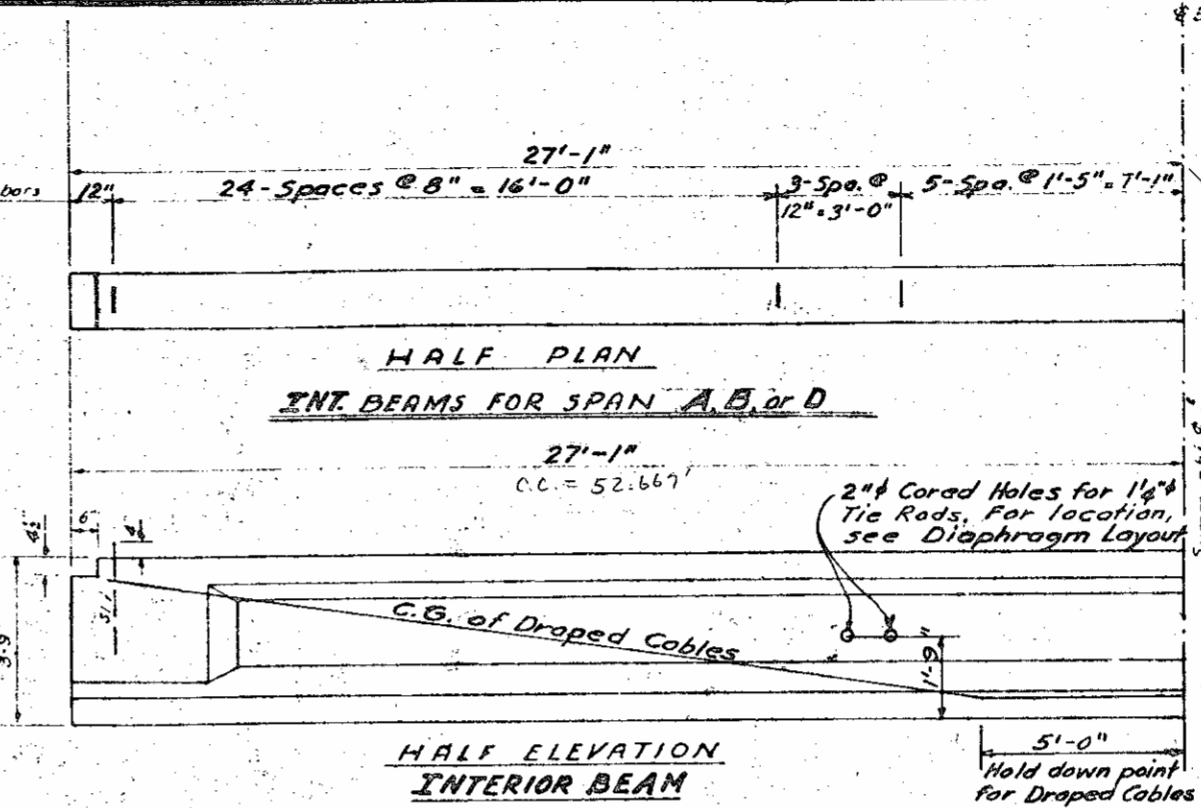 27'-1"
bars 12" 24-Spaces @ 8" = 16'-0" 3-Spa. @ 5-Spa. @ 1'-5" = 7'-1"
12" = 3'-0"
HALF PLAN
INT. BEAMS FOR SPAN A, B, or D
27'-1"
C.C. = 52.667'
2"ϕ Cored Holes for 1¼"ϕ
Tie Rods. For location,
see Diaphragm Layout
4½"
6"
4"
3'-9"
C.G. of Draped Cables
1'-9"
HALF ELEVATION
INTERIOR BEAM
5'-0"
Hold down point
for Draped Cables